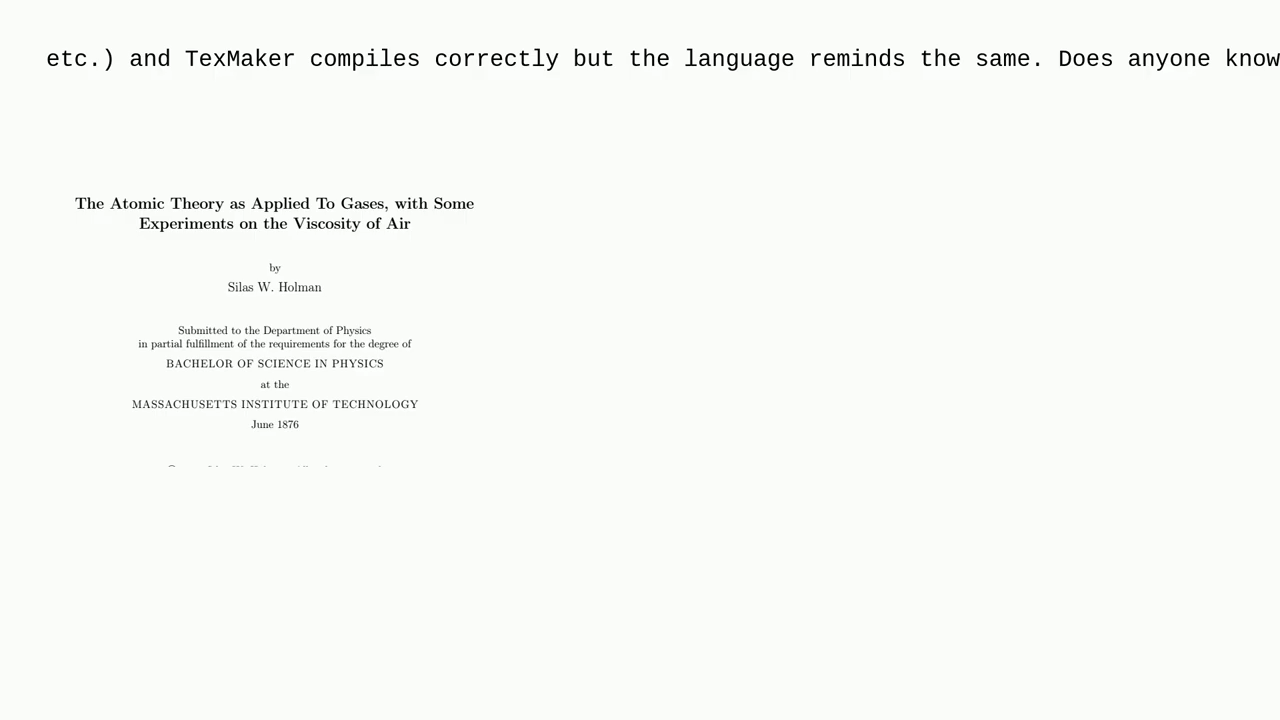 etc.) and TexMaker compiles correctly but the language reminds the same. Does anyone know
The Atomic Theory as Applied To Gases, with Some
Experiments on the Viscosity of Air
by
Silas W. Holman
Submitted to the Department of Physics
in partial fulfillment of the requirements for the degree of
BACHELOR OF SCIENCE IN PHYSICS
at the
MASSACHUSETTS INSTITUTE OF TECHNOLOGY
June 1876